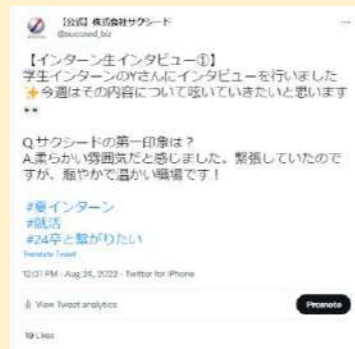 【公式】株式会社サクシード
@succeed_biz
【インターン生インタビュー①】
学生インターンのYさんにインタビューを行いました
✨今週はその内容について呟いていきたいと思います
👀
Q.サクシードの第一印象は？
A.柔らかい雰囲気だと感じました。緊張していたので
すが、賑やかで温かい職場です！
#夏インターン
#就活
#24卒と繋がりたい
Translate Tweet
12:01 PM · Aug 24, 2022 · Twitter for iPhone
View Tweet analytics
Promote
19 Likes